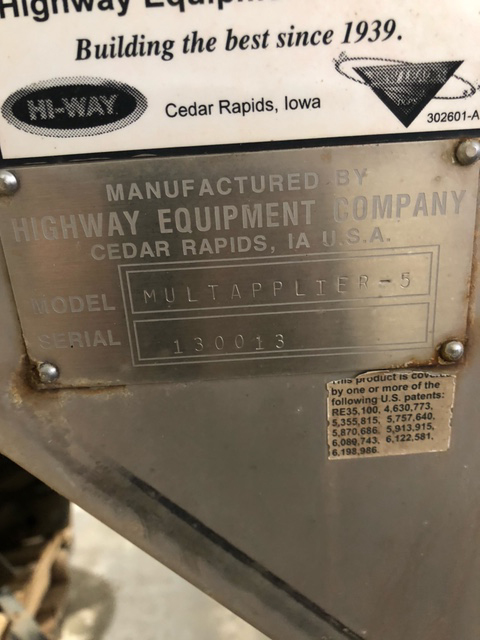 Highway Equipm
Building the best since 1939.
HI-WAY
Cedar Rapids, Iowa
302601-A
MANUFACTURED BY
HIGHWAY EQUIPMENT COMPANY
CEDAR RAPIDS, IA U.S.A.
MODEL MULTAPPLIER-5
SERIAL 130013
This product is cove
by one or more of the
following U.S. patents:
RE35,100, 4,630,773,
5,355,815, 5,757,640,
5,870,686, 5,913,915,
6,089,743, 6,122,581,
6,198,986